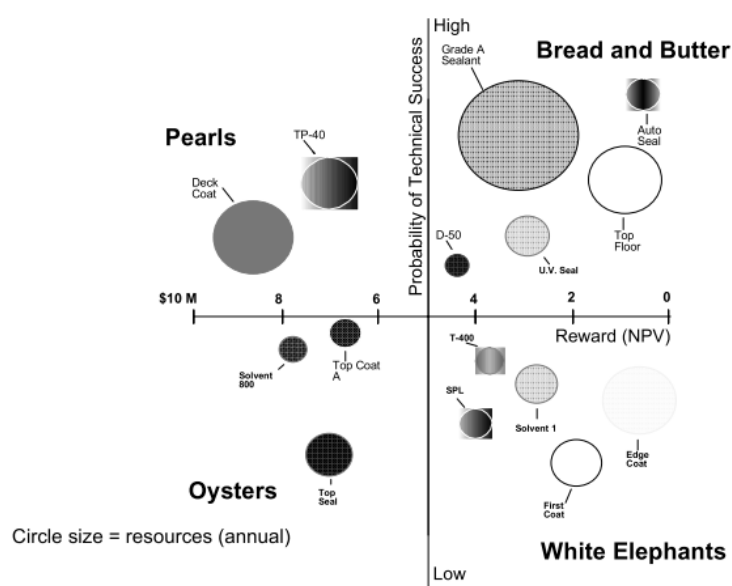 High
Bread and Butter
Grade A
Sealant
Probability of Technical Success
Auto
Seal
Pearls
TP-40
Deck
Coat
Top
Floor
D-50
U.V. Seal
$10 M
8
6
4
2
0
Reward (NPV)
T-400
Solvent
800
Top Coat
A
SPL
Solvent 1
Edge
Coat
Oysters
Top
Seal
First
Coat
Circle size = resources (annual)
White Elephants
Low